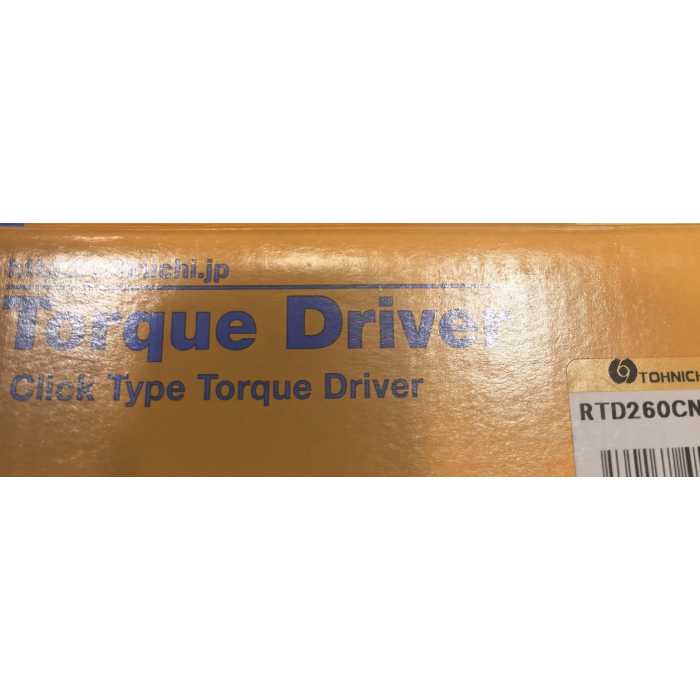 Torque Driver
Click Type Torque Driver
TOHNICH
RTD260CN